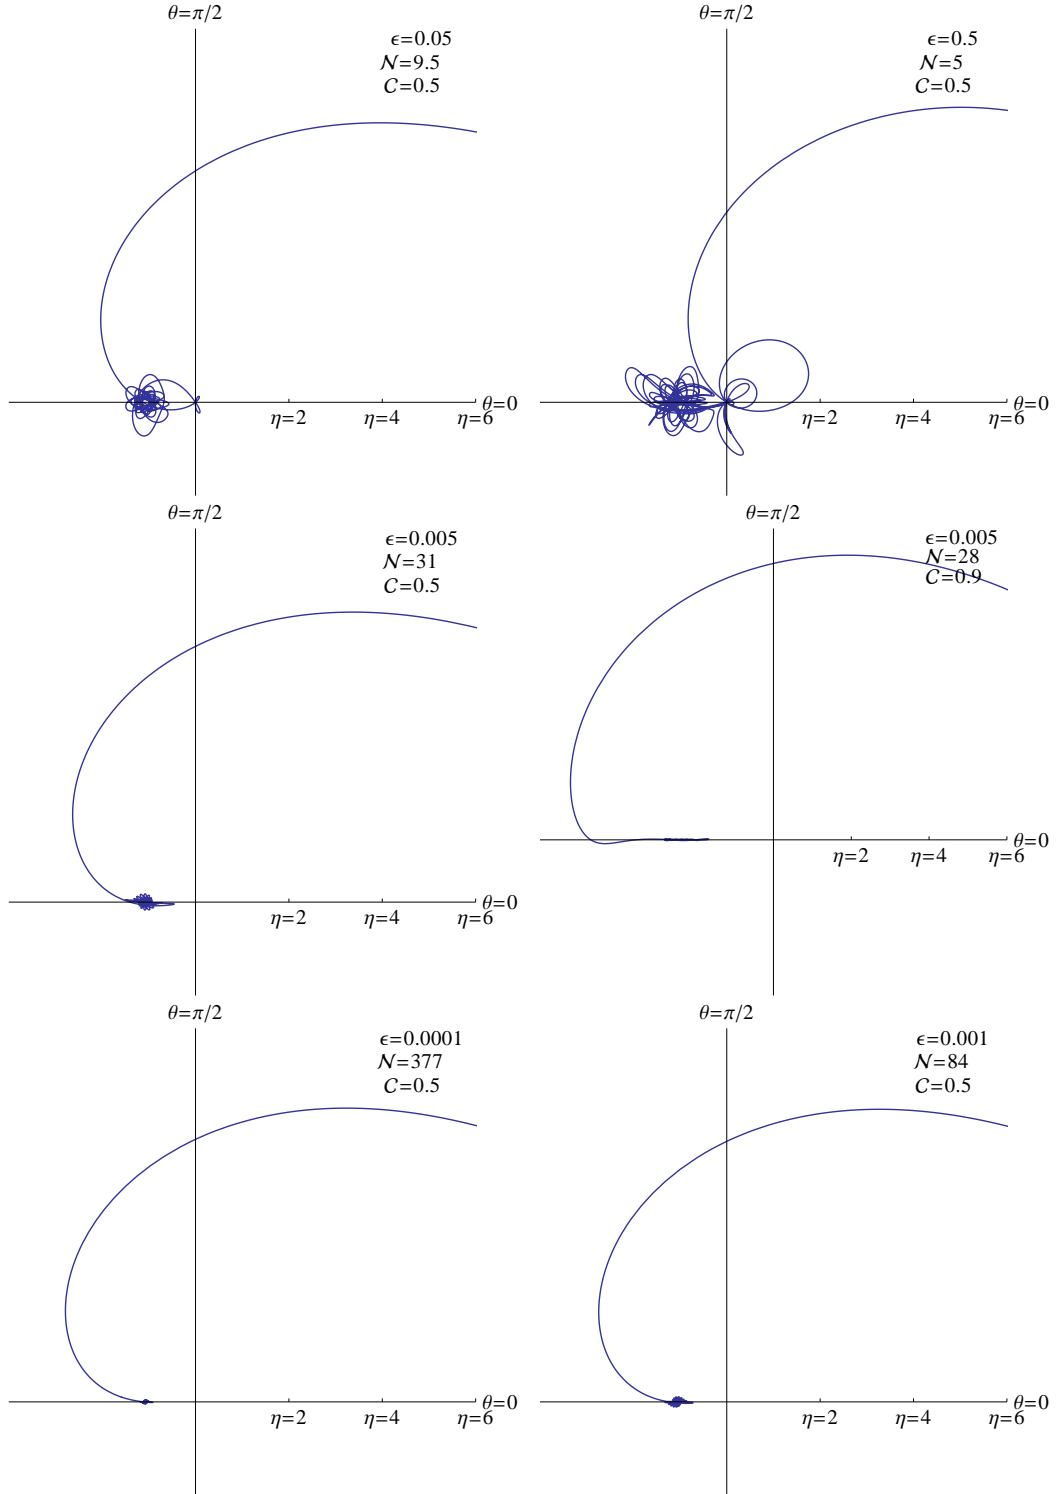 θ=π/2
ϵ=0.05
𝒩=9.5
𝒞=0.5
η=2 η=4 η=6 θ=0
θ=π/2
ϵ=0.5
𝒩=5
𝒞=0.5
η=2 η=4 η=6 θ=0
θ=π/2
ϵ=0.005
𝒩=31
𝒞=0.5
η=2 η=4 η=6 θ=0
θ=π/2
ϵ=0.005
𝒩=28
𝒞=0.9
η=2 η=4 η=6 θ=0
θ=π/2
ϵ=0.0001
𝒩=377
𝒞=0.5
η=2 η=4 η=6 θ=0
θ=π/2
ϵ=0.001
𝒩=84
𝒞=0.5
η=2 η=4 η=6 θ=0